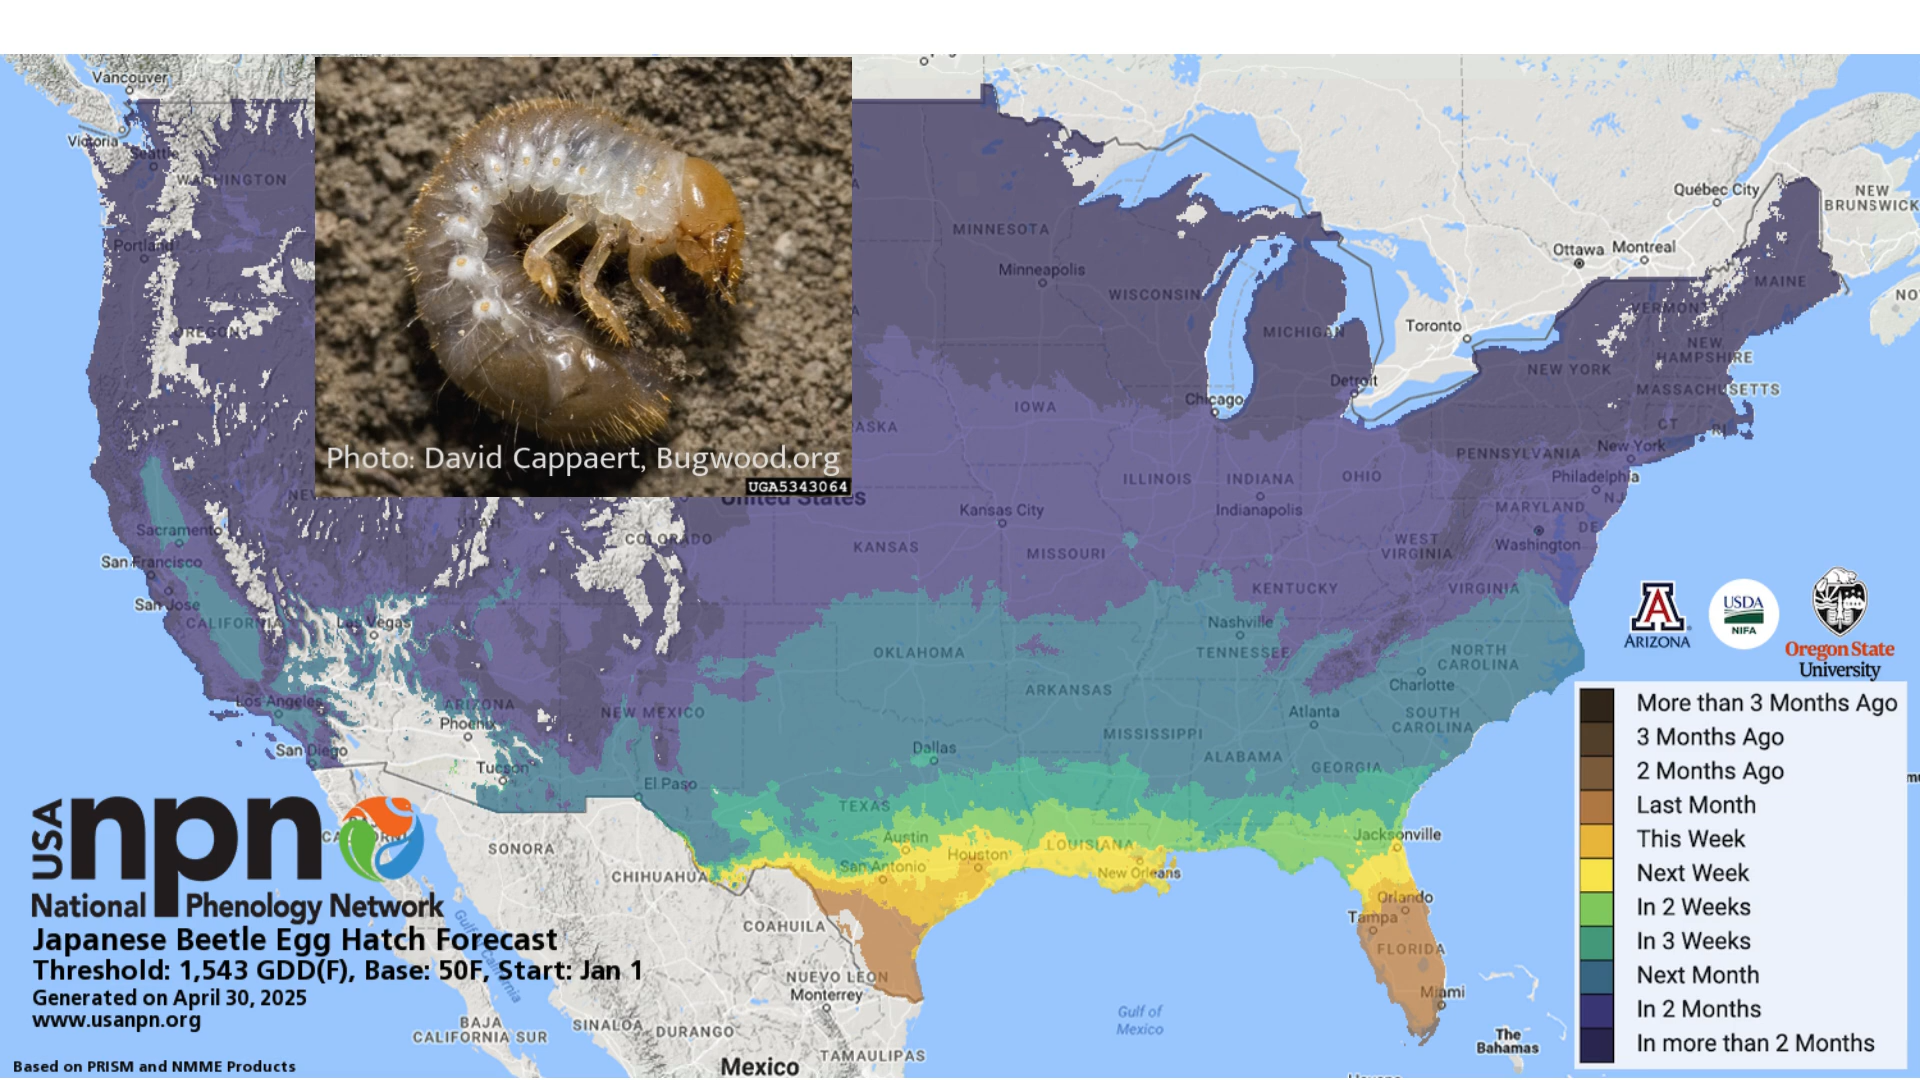 Vancouver
Victoria
Seattle
WASHINGTON
Portland
OREGON
Photo: David Cappaert, Bugwood.org
UGA5343064
United States
MINNESOTA
Minneapolis
WISCONSIN
MICHIGAN
Detroit
Chicago
IOWA
ASKA
Ottawa
Montreal
Québec City
NEW
BRUNSWICK
MAINE
NO
VERMONT
NEW
HAMPSHIRE
Toronto
NEW YORK
MASSACHUSETTS
CT
RI
PENNSYLVANIA
New York
Philadelphia
NJ
MARYLAND
DE
Washington
ILLINOIS
INDIANA
OHIO
Indianapolis
Kansas City
KANSAS
MISSOURI
WEST
VIRGINIA
KENTUCKY
VIRGINIA
NE
UTAH
COLORADO
Sacramento
San Francisco
San Jose
CALIFORNIA
Las Vegas
Los Angeles
San Diego
ARIZONA
Phoenix
Tucson
NEW MEXICO
El Paso
OKLAHOMA
ARKANSAS
Nashville
TENNESSEE
NORTH
CAROLINA
Charlotte
SOUTH
CAROLINA
Atlanta
Dallas
MISSISSIPPI
ALABAMA
GEORGIA
TEXAS
Austin
San Antonio
Houston
LOUISIANA
New Orleans
Jacksonville
Orlando
Tampa
FLORIDA
Miami
The
Bahamas
Gulf of
Mexico
SONORA
CHIHUAHUA
COAHUILA
NUEVO LEON
Monterrey
BAJA
CALIFORNIA SUR
SINALOA
DURANGO
TAMAULIPAS
Mexico
Gulf of California
ARIZONA
USDA
NIFA
Oregon State
University
More than 3 Months Ago
3 Months Ago
2 Months Ago
Last Month
This Week
Next Week
In 2 Weeks
In 3 Weeks
Next Month
In 2 Months
In more than 2 Months
USA npn
National Phenology Network
Japanese Beetle Egg Hatch Forecast
Threshold: 1,543 GDD(F), Base: 50F, Start: Jan 1
Generated on April 30, 2025
www.usanpn.org
Based on PRISM and NMME Products